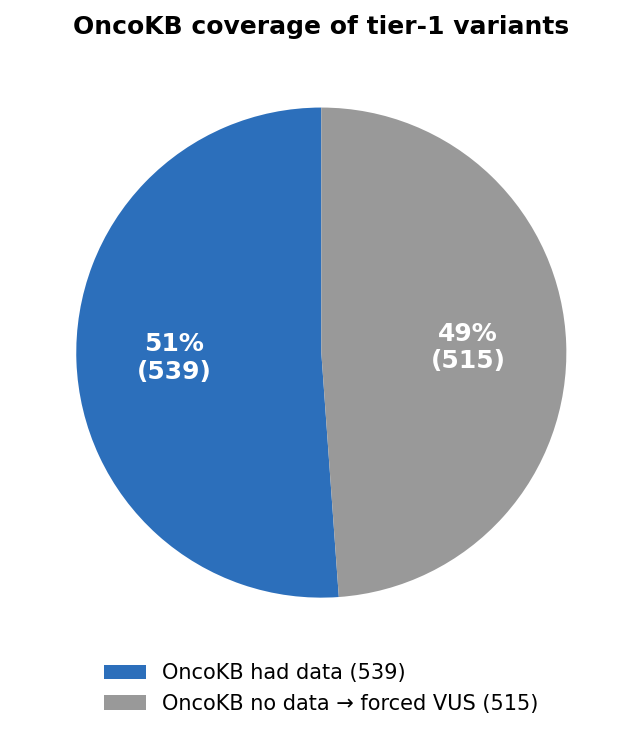 OncoKB coverage of tier-1 variants
51%
(539)
49%
(515)
OncoKB had data (539)
OncoKB no data → forced VUS (515)